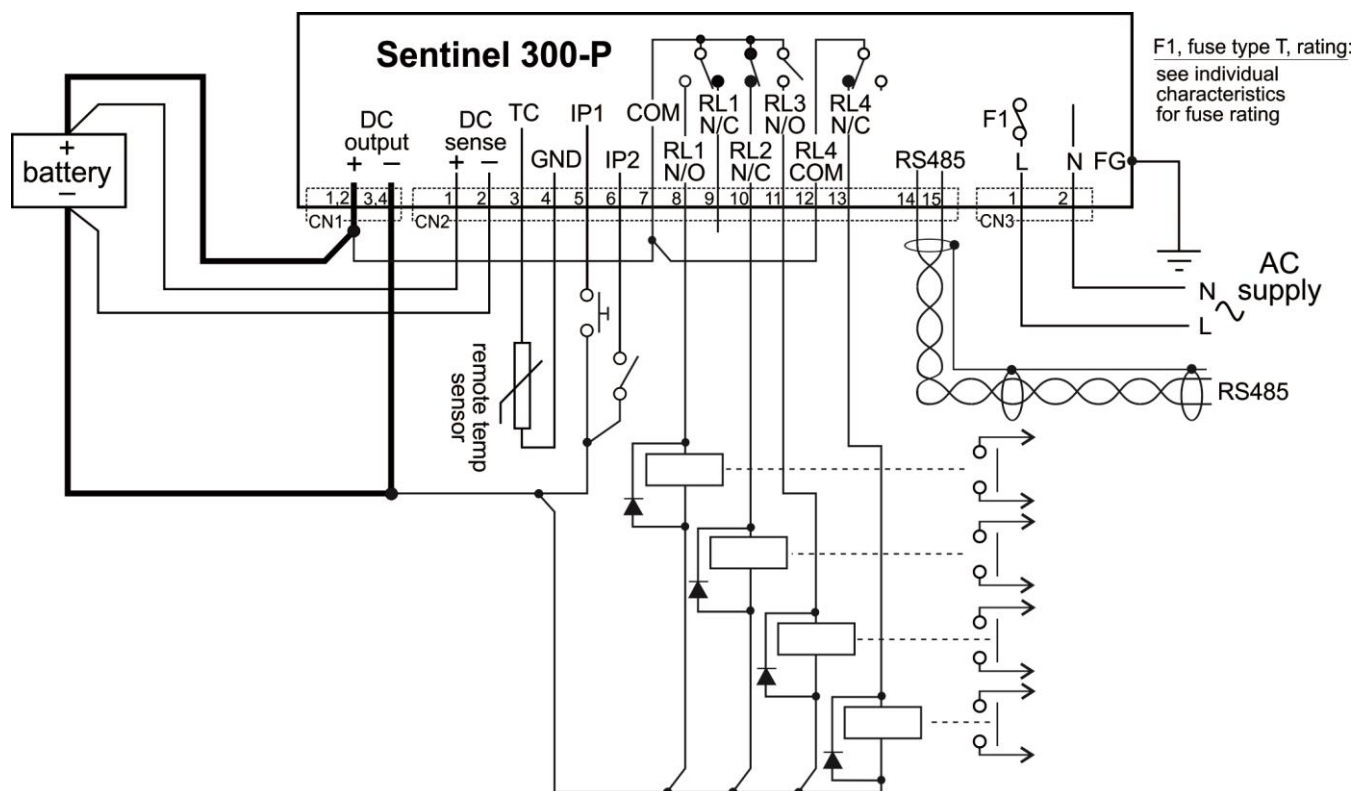 Sentinel 300-P
F1, fuse type T, rating:
see individual
characteristics
for fuse rating
battery
+
−
DC
output
+ −
DC
sense
+ −
TC
GND
IP1
IP2
COM
RL1
N/O
RL1
N/C
RL2
N/C
RL3
N/O
RL4
COM
RL4
N/C
RS485
F1
L
N
FG
1,2 3,4
CN1
1 2 3 4 5 6 7 8 9 10 11 12 13 14 15
CN2
1 2
CN3
AC
supply
N
L
RS485
remote temp
sensor